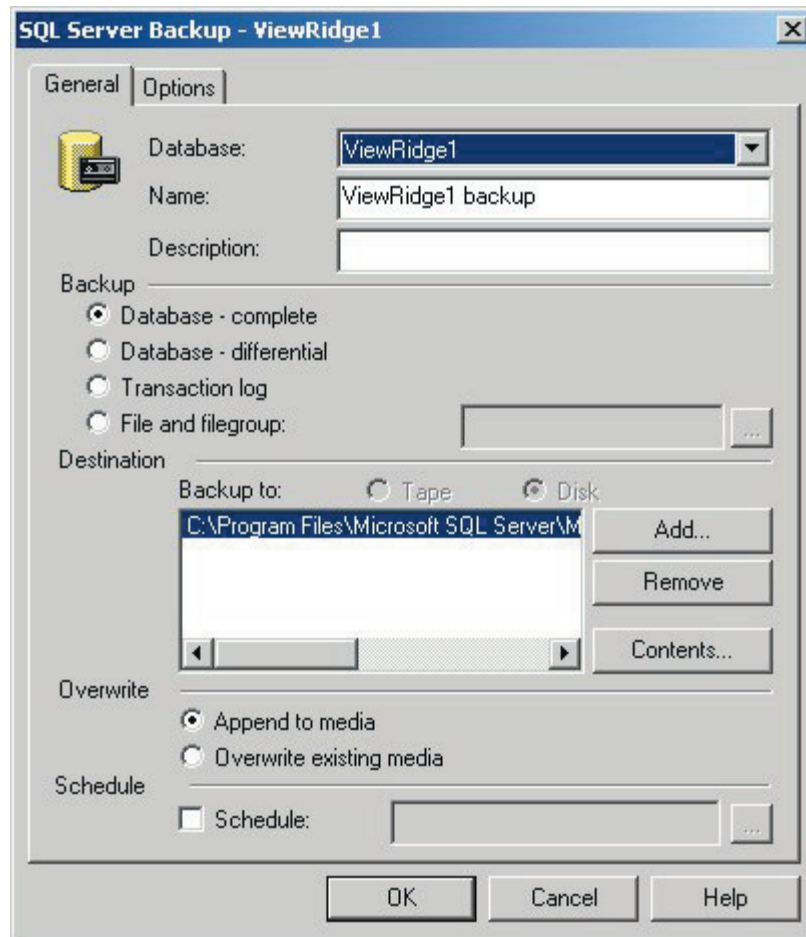 SQL Server Backup - ViewRidge1
General Options
Database: ViewRidge1
Name: ViewRidge1 backup
Description:
Backup
Database - complete
Database - differential
Transaction log
File and filegroup: ...
Destination
Backup to: Tape Disk
C:\Program Files\Microsoft SQL Server\M
Add...
Remove
Contents...
Overwrite
Append to media
Overwrite existing media
Schedule
Schedule: ...
OK Cancel Help